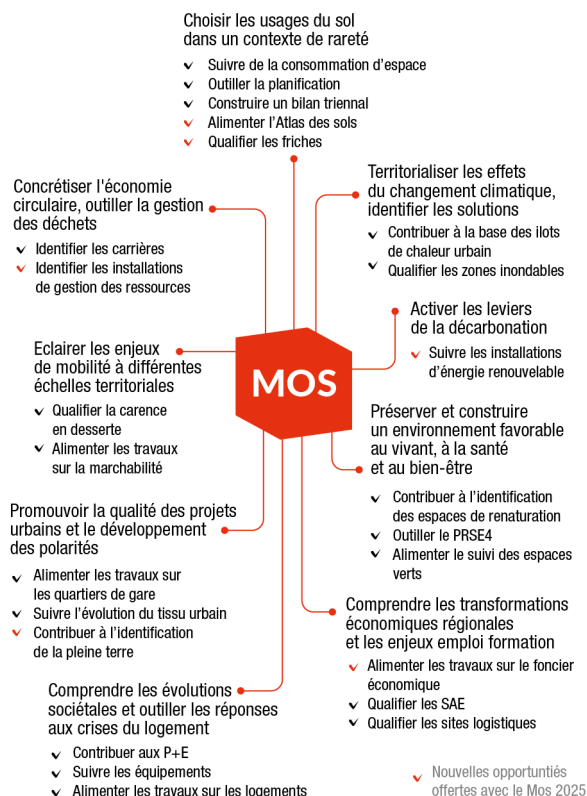 Choisir les usages du sol
dans un contexte de rareté
Suivre de la consommation d'espace
Outiller la planification
Construire un bilan triennal
Alimenter l'Atlas des sols
Qualifier les friches
Territorialiser les effets
du changement climatique,
identifier les solutions
Contribuer à la base des ilots
de chaleur urbain
Qualifier les zones inondables
Concrétiser l'économie
circulaire, outiller la gestion
des déchets
Identifier les carrières
Identifier les installations
de gestion des ressources
Activer les leviers
de la décarbonation
Suivre les installations
d'énergie renouvelable
Eclairer les enjeux
de mobilité à différentes
échelles territoriales
Qualifier la carence
en desserte
Alimenter les travaux
sur la marchabilité
MOS
Préserver et construire
un environnement favorable
au vivant, à la santé
et au bien-être
Contribuer à l'identification
des espaces de renaturation
Outiller le PRSE4
Alimenter le suivi des espaces
verts
Promouvoir la qualité des projets
urbains et le développement
des polarités
Alimenter les travaux sur
les quartiers de gare
Suivre l'évolution du tissu urbain
Contribuer à l'identification
de la pleine terre
Comprendre les transformations
économiques régionales
et les enjeux emploi formation
Alimenter les travaux sur le foncier
économique
Qualifier les SAE
Qualifier les sites logistiques
Comprendre les évolutions
sociétales et outiller les réponses
aux crises du logement
Contribuer aux P+E
Suivre les équipements
Alimenter les travaux sur les logements
Nouvelles opportuntiés
offertes avec le Mos 2025